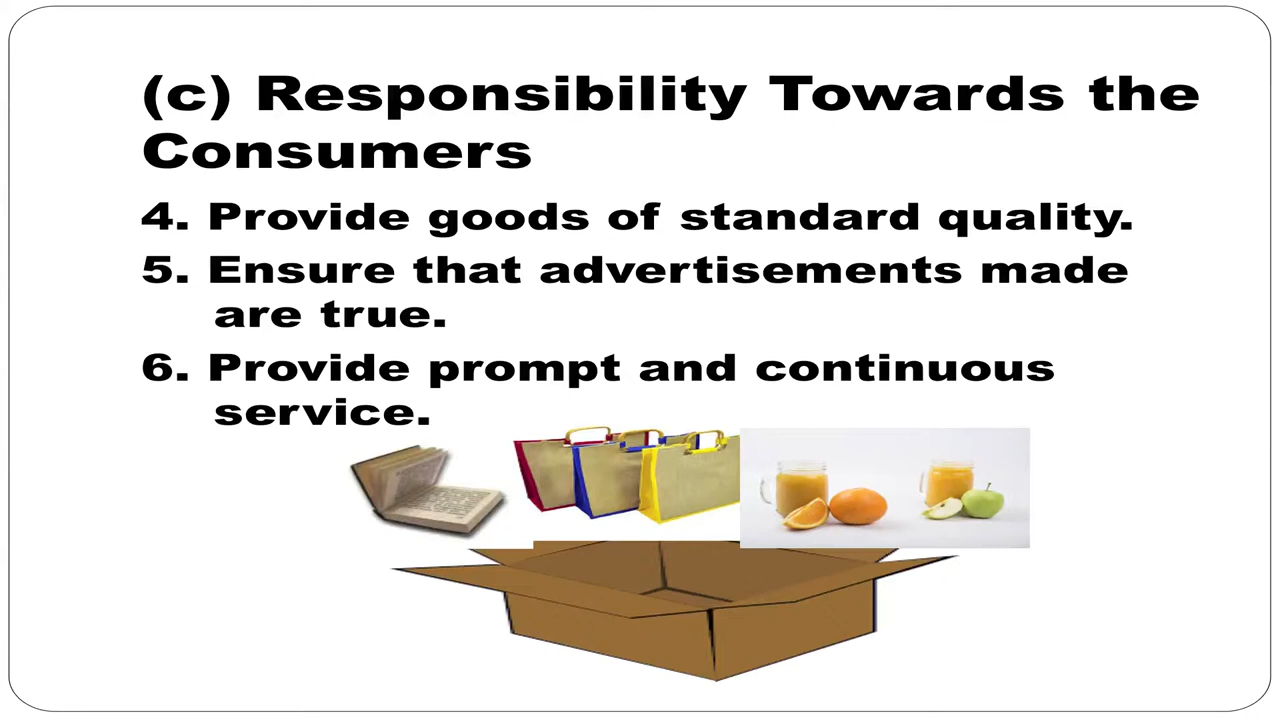 (c) Responsibility Towards the
Consumers
4. Provide goods of standard quality.
5. Ensure that advertisements made
are true.
6. Provide prompt and continuous
service.